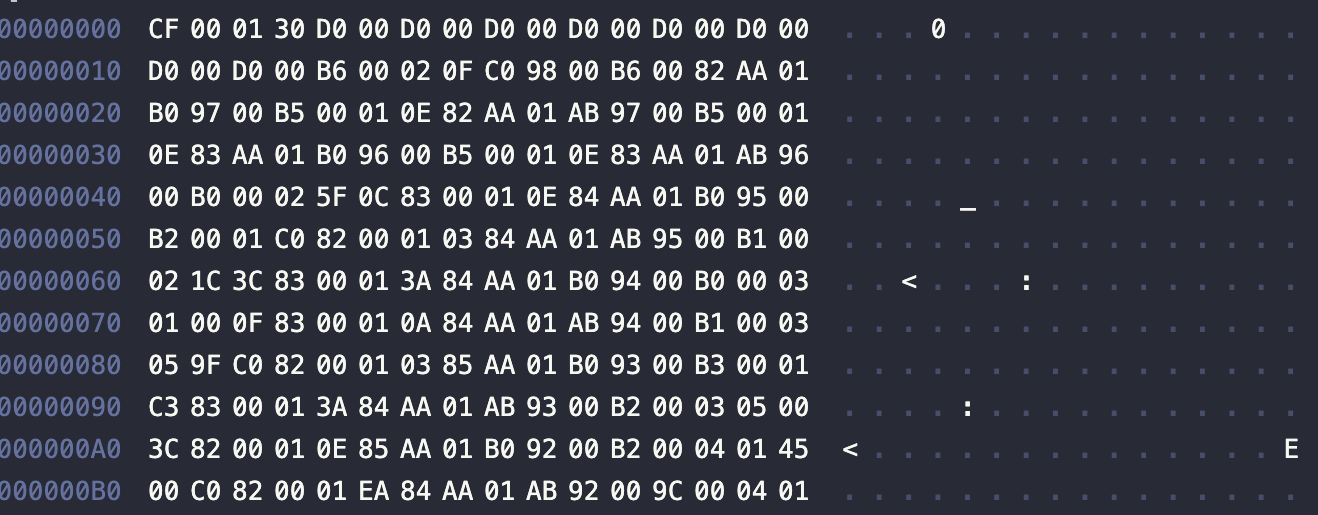 00000000 CF 00 01 30 D0 00 D0 00 D0 00 D0 00 D0 00 D0 00 . . . 0 . . . . . . . . . . . .
00000010 D0 00 D0 00 B6 00 02 0F C0 98 00 B6 00 82 AA 01 . . . . . . . . . . . . . . . .
00000020 B0 97 00 B5 00 01 0E 82 AA 01 AB 97 00 B5 00 01 . . . . . . . . . . . . . . . .
00000030 0E 83 AA 01 B0 96 00 B5 00 01 0E 83 AA 01 AB 96 . . . . . . . . . . . . . . . .
00000040 00 B0 00 02 5F 0C 83 00 01 0E 84 AA 01 B0 95 00 . . . . _ . . . . . . . . . . .
00000050 B2 00 01 C0 82 00 01 03 84 AA 01 AB 95 00 B1 00 . . . . . . . . . . . . . . . .
00000060 02 1C 3C 83 00 01 3A 84 AA 01 B0 94 00 B0 00 03 . . < . . . : . . . . . . . . .
00000070 01 00 0F 83 00 01 0A 84 AA 01 AB 94 00 B1 00 03 . . . . . . . . . . . . . . . .
00000080 05 9F C0 82 00 01 03 85 AA 01 B0 93 00 B3 00 01 . . . . . . . . . . . . . . . .
00000090 C3 83 00 01 3A 84 AA 01 AB 93 00 B2 00 03 05 00 . . . . : . . . . . . . . . . .
000000A0 3C 82 00 01 0E 85 AA 01 B0 92 00 B2 00 04 01 45 < . . . . . . . . . . . . . . E
000000B0 00 C0 82 00 01 EA 84 AA 01 AB 92 00 9C 00 04 01 . . . . . . . . . . . . . . . .